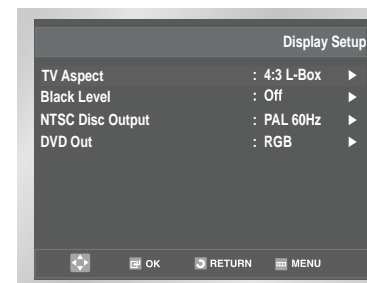 Display Setup
TV Aspect : 4:3 L-Box ►
Black Level : Off ►
NTSC Disc Output : PAL 60Hz ►
DVD Out : RGB ►
OK RETURN MENU